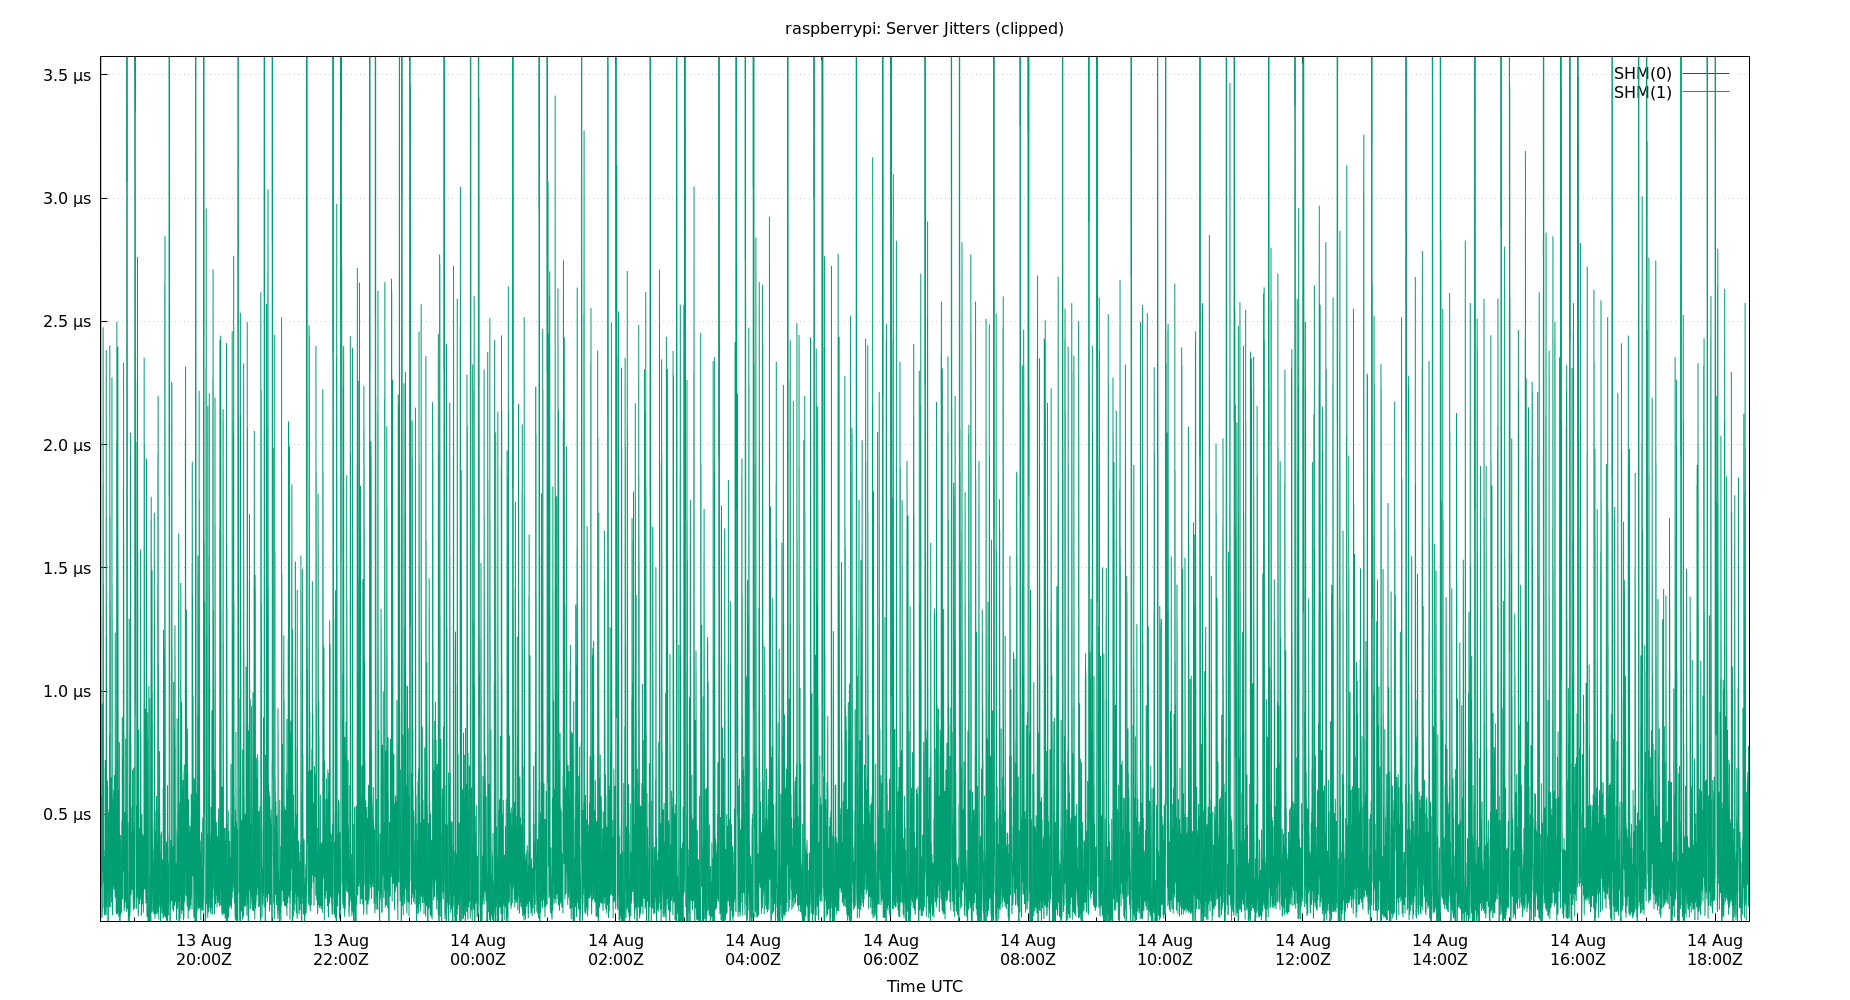 raspberrypi: Server Jitters (clipped)
3.5 µs
3.0 µs
2.5 µs
2.0 µs
1.5 µs
1.0 µs
0.5 µs
SHM(0)
SHM(1)
13 Aug 13 Aug 14 Aug 14 Aug 14 Aug 14 Aug 14 Aug 14 Aug 14 Aug 14 Aug 14 Aug 14 Aug
20:00Z 22:00Z 00:00Z 02:00Z 04:00Z 06:00Z 08:00Z 10:00Z 12:00Z 14:00Z 16:00Z 18:00Z
Time UTC